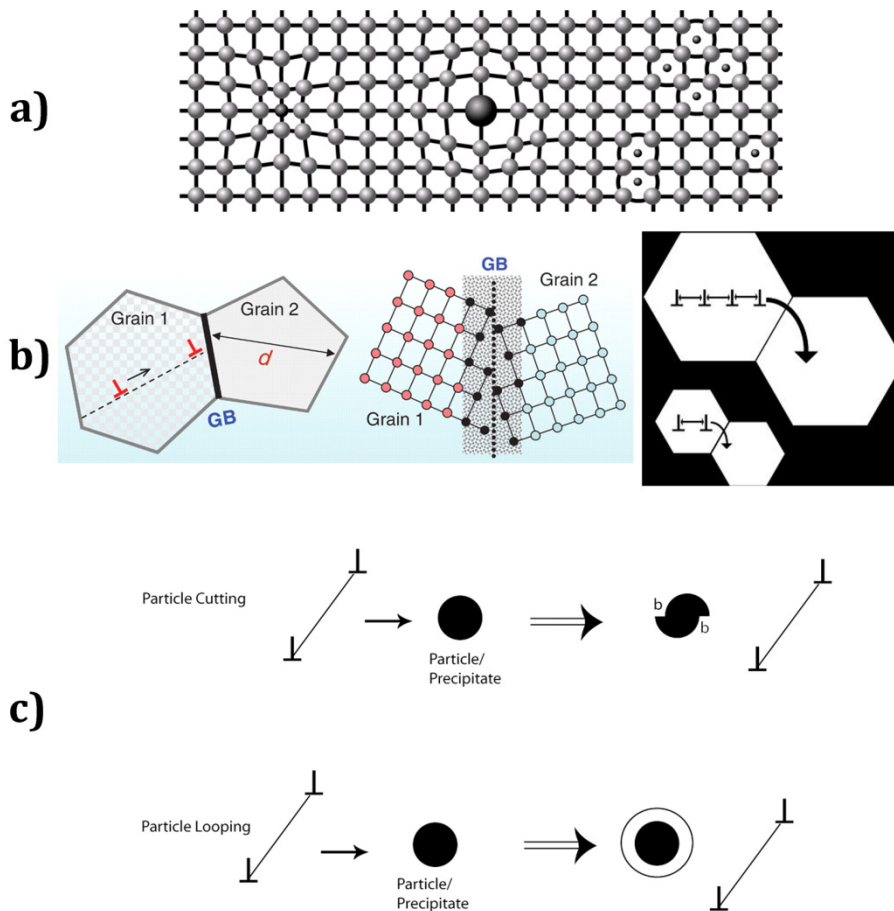 a)
b)
Grain 1
Grain 2
d
GB
GB
Grain 2
Grain 1
c)
Particle Cutting
Particle/
Precipitate
b
b
Particle Looping
Particle/
Precipitate